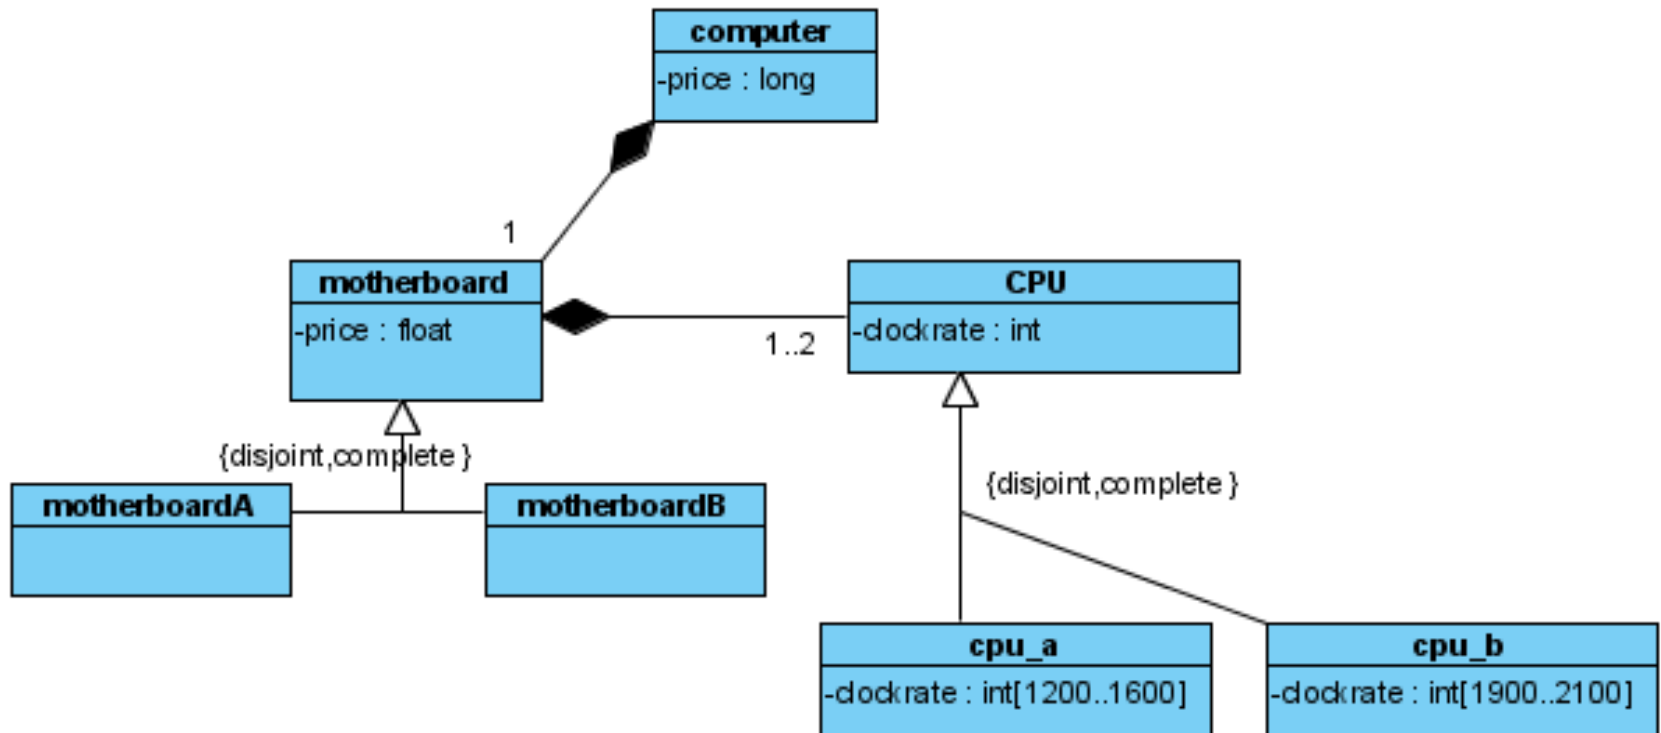 computer
-price : long
1
motherboard
-price : float
1..2
CPU
-clockrate : int
{disjoint,complete }
{disjoint,complete }
motherboardA
motherboardB
cpu_a
-clockrate : int[1200..1600]
cpu_b
-clockrate : int[1900..2100]